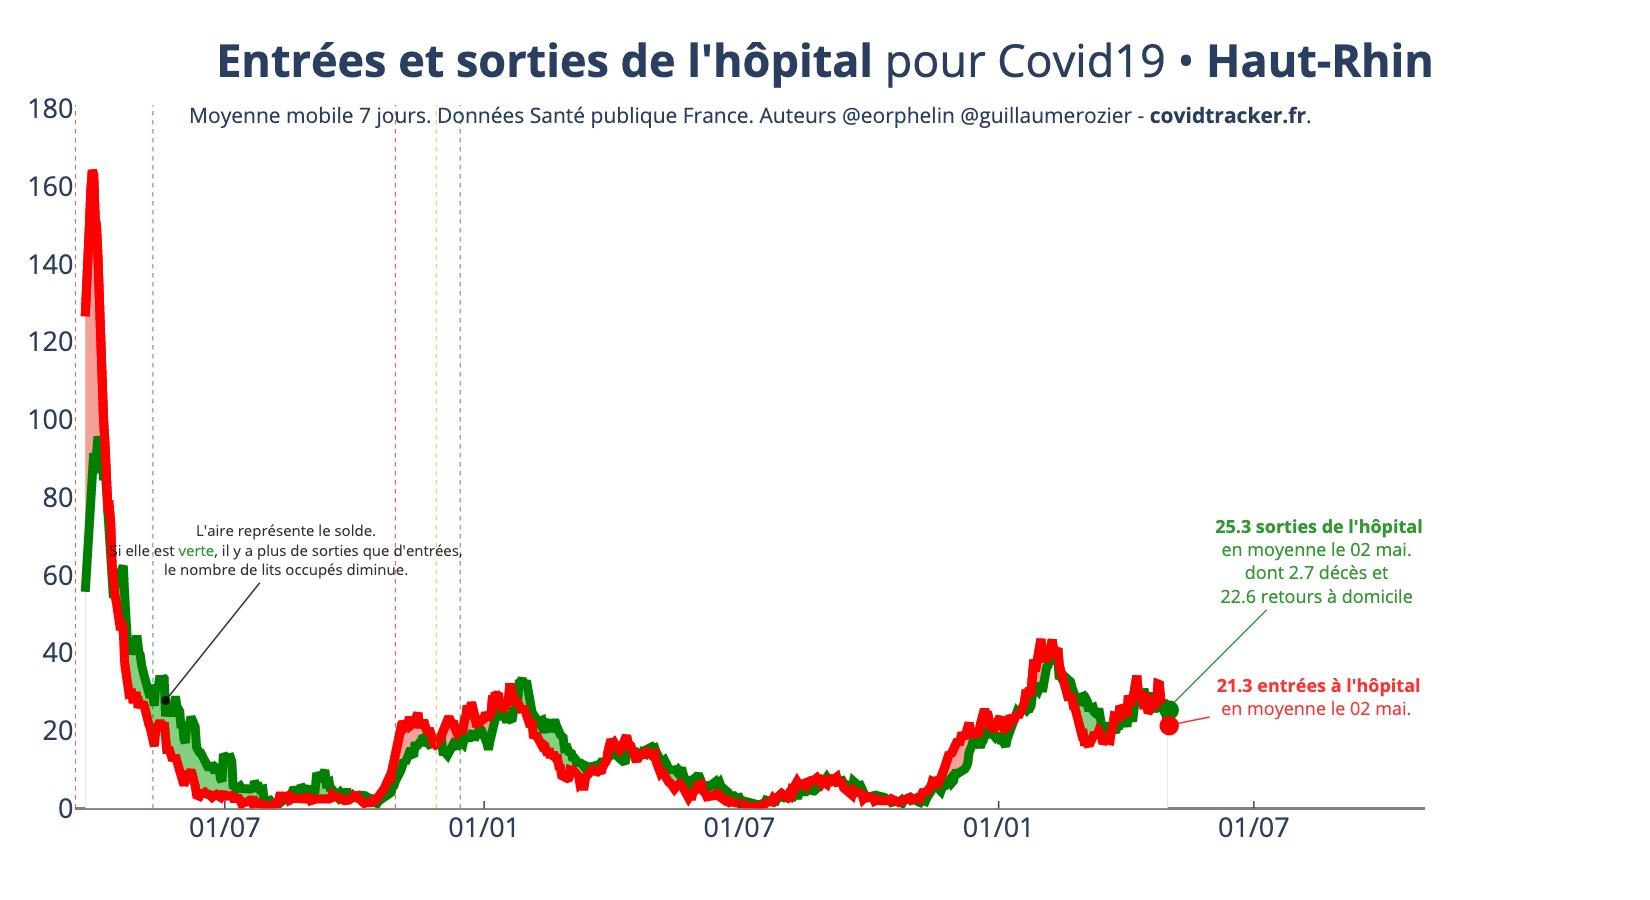 Entrées et sorties de l'hôpital pour Covid19 • Haut-Rhin
Moyenne mobile 7 jours. Données Santé publique France. Auteurs @eorphelin @guillaumerozier - covidtracker.fr.
180
160
140
120
100
80
60
40
20
0
L'aire représente le solde.
Si elle est verte, il y a plus de sorties que d'entrées,
le nombre de lits occupés diminue.
25.3 sorties de l'hôpital
en moyenne le 02 mai.
dont 2.7 décès et
22.6 retours à domicile
21.3 entrées à l'hôpital
en moyenne le 02 mai.
01/07
01/01
01/07
01/01
01/07